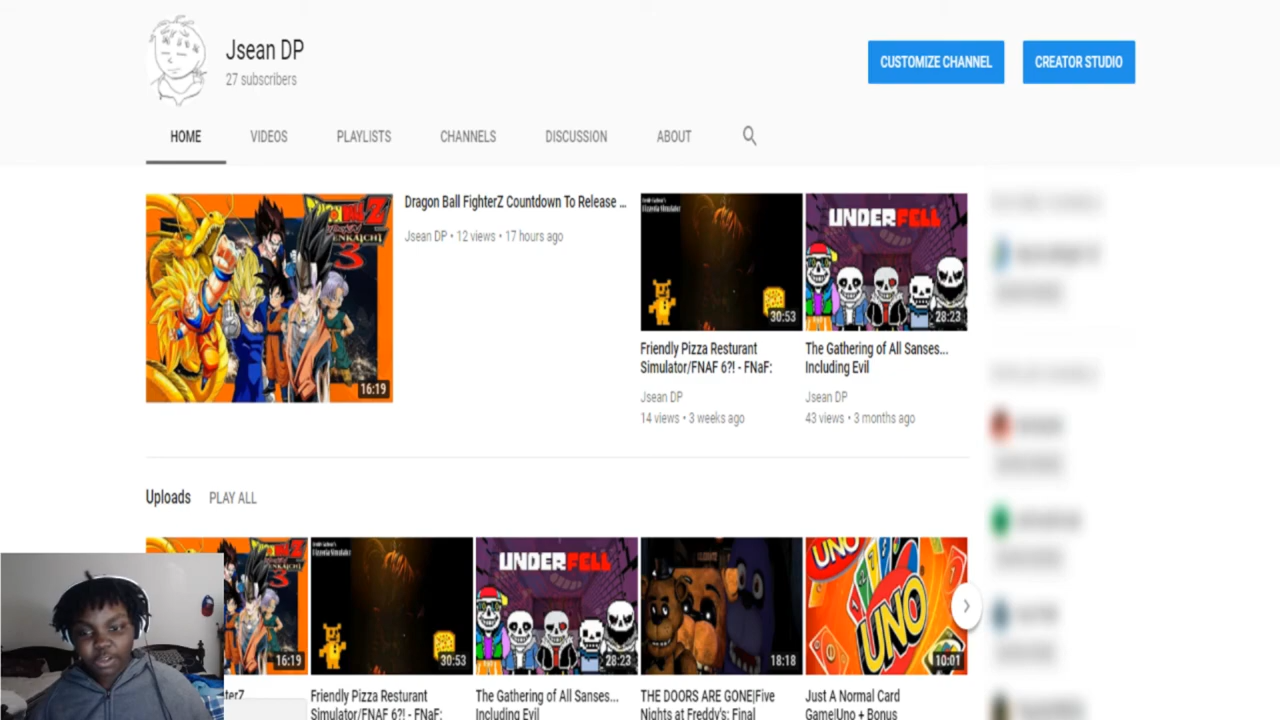 Jsean DP
27 subscribers
CUSTOMIZE CHANNEL
CREATOR STUDIO
HOME
VIDEOS
PLAYLISTS
CHANNELS
DISCUSSION
ABOUT
3
16:19
Dragon Ball FighterZ Countdown To Release ...
Jsean DP • 12 views • 17 hours ago
30:53
Friendly Pizza Resturant
Simulator/FNAF 6?! - FNaF:
Jsean DP
14 views • 3 weeks ago
UNDERFELL
28:23
The Gathering of All Sanses...
Including Evil
Jsean DP
43 views • 3 months ago
Uploads
PLAY ALL
3
16:19
terZ
30:53
Friendly Pizza Resturant
Simulator/FNAF 6?! - FNaF:
UNDERFELL
28:23
The Gathering of All Sanses...
Including Evil
18:18
THE DOORS ARE GONE|Five
Nights at Freddy's: Final
UNO
UNO
10:01
Just A Normal Card
Game|Uno + Bonus